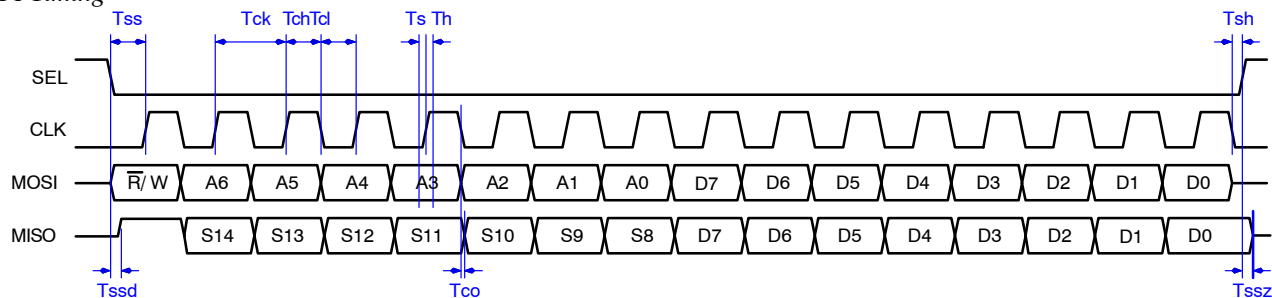 Tss Tck Tch Tcl Ts Th Tsh
SEL
CLK
MOSI R̅/ W A6 A5 A4 A3 A2 A1 A0 D7 D6 D5 D4 D3 D2 D1 D0
MISO S14 S13 S12 S11 S10 S9 S8 D7 D6 D5 D4 D3 D2 D1 D0
Tssd Tco Tssz